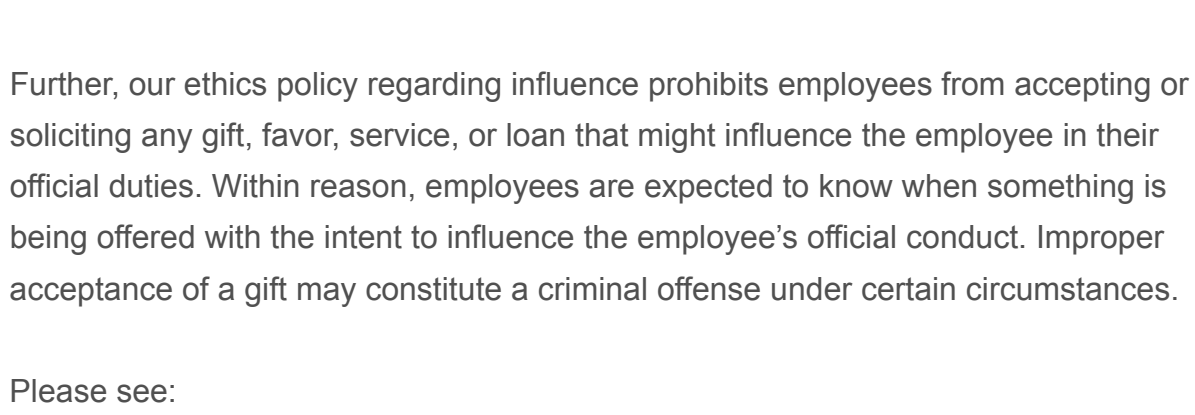 Further, our ethics policy regarding influence prohibits employees from accepting or
soliciting any gift, favor, service, or loan that might influence the employee in their
official duties. Within reason, employees are expected to know when something is
being offered with the intent to influence the employee’s official conduct. Improper
acceptance of a gift may constitute a criminal offense under certain circumstances.
Please see: